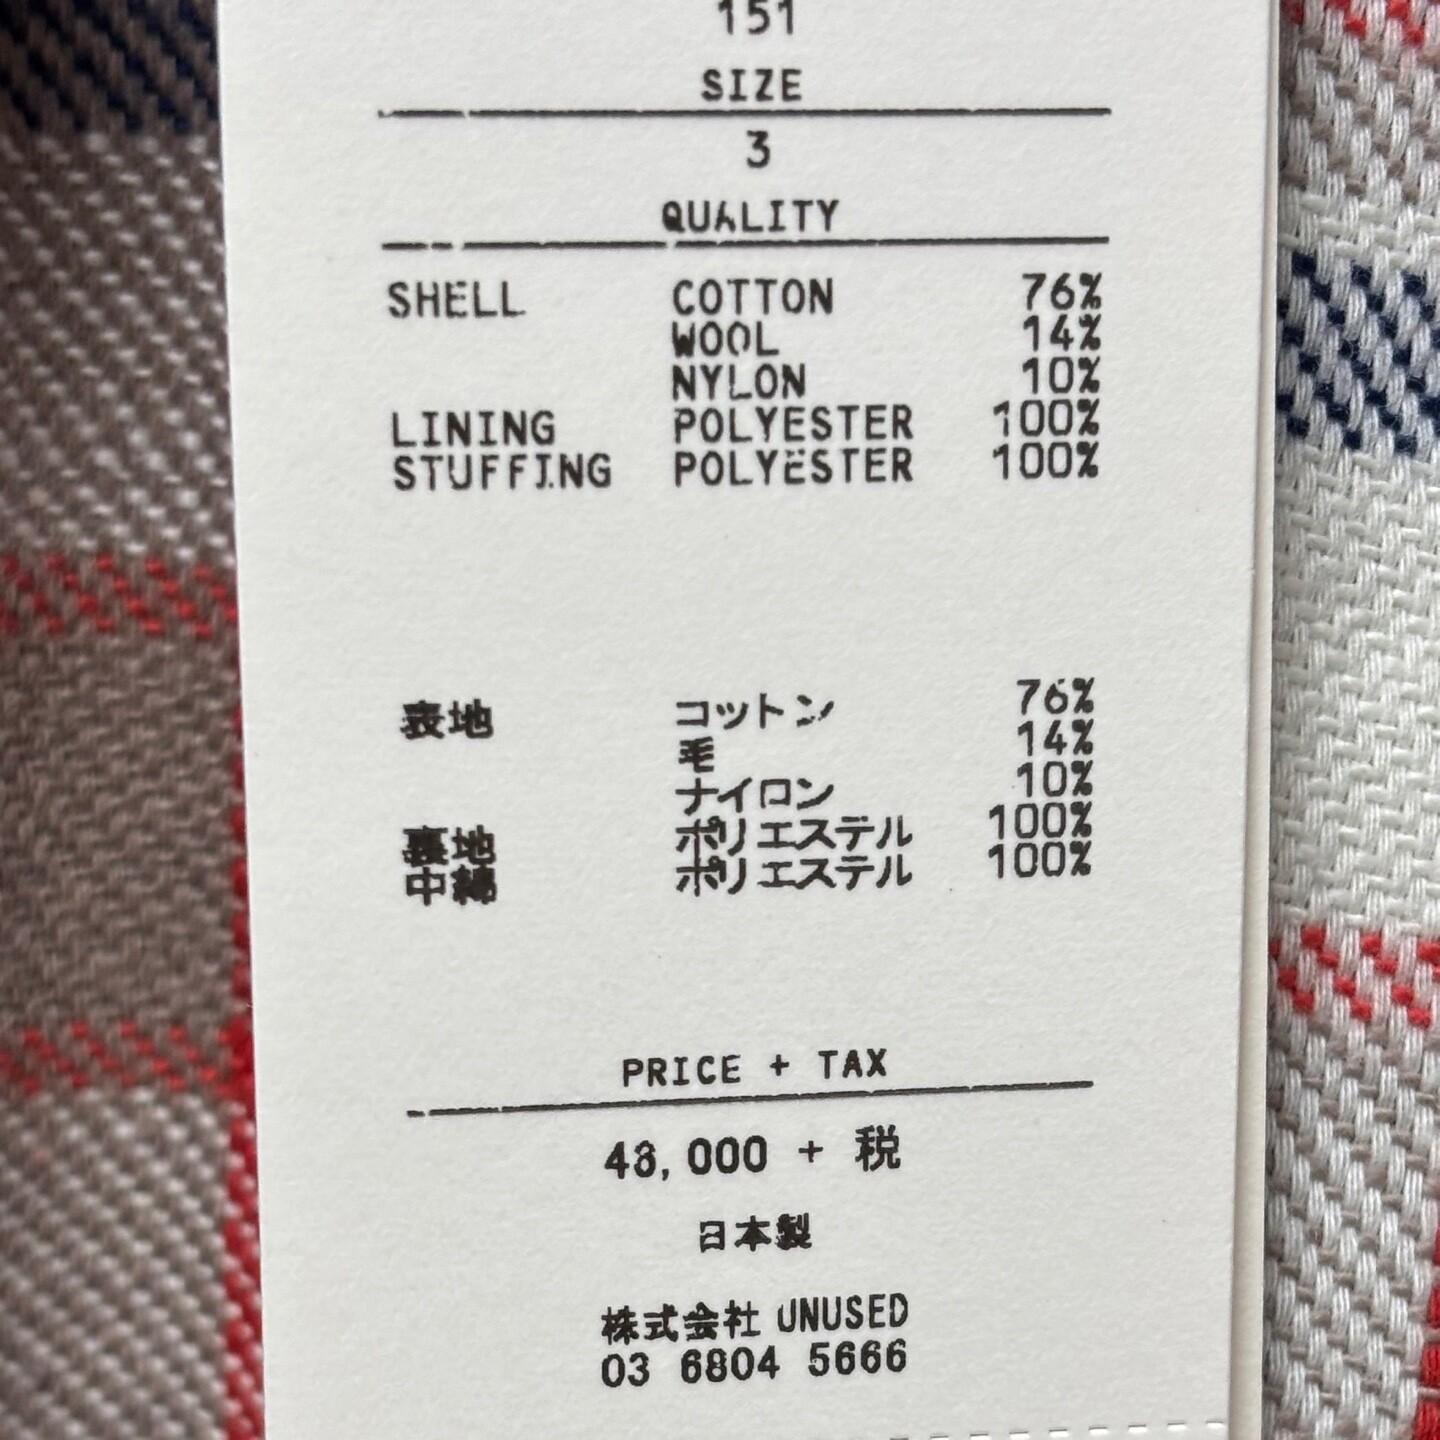 151
SIZE
3
QUALITY
SHELL COTTON 76%
WOOL 14%
NYLON 10%
LINING POLYESTER 100%
STUFFING POLYESTER 100%
表地 コットン 76%
毛 14%
ナイロン 10%
裏地 ポリエステル 100%
中綿 ポリエステル 100%
PRICE + TAX
48,000 + 税
日本製
株式会社 UNUSED
03 6804 5666